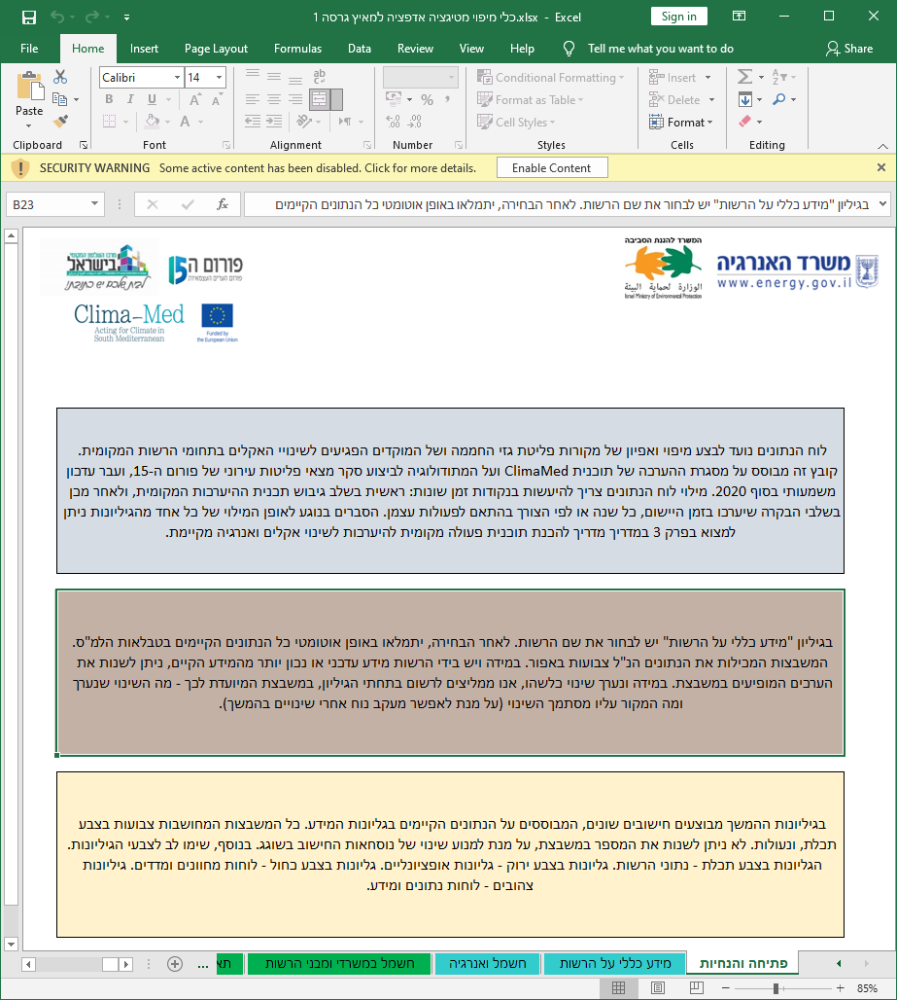 כלי מיפוי מטיגציה אדפציה למאיץ גרסה 1.xlsx - Excel
Sign in
File Home Insert Page Layout Formulas Data Review View Help Tell me what you want to do Share
Calibri 14
Conditional Formatting Insert
Paste
Format as Table Delete
Cell Styles Format
Clipboard Font Alignment Number Styles Cells Editing
SECURITY WARNING Some active content has been disabled. Click for more details. Enable Content
B23
בגיליון "מידע כללי על הרשות" יש לבחור את שם הרשות. לאחר הבחירה, יתמלאו באופן אוטומטי כל הנתונים הקיימים
המשרד להגנת הסביבה
وزارة حماية البيئة
Israel Ministry of Environmental Protection
משרד האנרגיה
www.energy.gov.il
פורום ה15
פורום הערים העצמאיות
מרכז השלטון המקומי
בישראל
Clima-Med
Acting for Climate in
South Mediterranean
Funded by
the European Union
לוח הנתונים נועד לבצע מיפוי ואפיון של מקורות פליטת גזי החממה ושל המוקדים הפגיעים לשינויי האקלים בתחומי הרשות המקומית.
קובץ זה מבוסס על מסגרת ההערכה של תוכנית ClimaMed ועל המתודולוגיה לביצוע סקר מצאי פליטות עירוני של פורום ה-15, ועבר עדכון
משמעותי בסוף 2020. מילוי לוח הנתונים צריך להיעשות בנקודות זמן שונות: ראשית בשלב גיבוש תכנית ההיערכות המקומית, ולאחר מכן
בשלבי הבקרה שיערכו בזמן היישום, כל שנה או לפי הצורך בהתאם לפעולות עצמן. הסברים בנוגע לאופן המילוי של כל אחד מהגיליונות ניתן
למצוא בפרק 3 במדריך מדריך להכנת תוכנית פעולה מקומית להיערכות לשינוי אקלים ואנרגיה מקיימת.
בגיליון "מידע כללי על הרשות" יש לבחור את שם הרשות. לאחר הבחירה, יתמלאו באופן אוטומטי כל הנתונים הקיימים בטבלאות הלמ"ס.
המשבצות המכילות את הנתונים הנ"ל צבועות באפור. במידה ויש בידי הרשות מידע עדכני או נכון יותר מהמידע הקיים, ניתן לשנות את
הערכים המופיעים במשבצת. במידה ונערך שינוי כלשהו, אנו ממליצים לרשום בתחתי הגיליון, במשבצת המיועדת לכך - מה השינוי שנערך
ומה המקור עליו מסתמך השינוי (על מנת לאפשר מעקב נוח אחרי שינויים בהמשך).
בגיליונות ההמשך מבוצעים חישובים שונים, המבוססים על הנתונים הקיימים בגליונות המידע. כל המשבצות המחושבות צבועות בצבע
תכלת, ונעולות. לא ניתן לשנות את המספר במשבצת, על מנת למנוע שינוי של נוסחאות החישוב בשוגג. בנוסף, שימו לב לצבעי הגיליונות.
הגליונות בצבע תכלת - נתוני הרשות. גליונות בצבע ירוק - גליונות אופציונליים. גליונות בצבע כחול - לוחות מחוונים ומדדים. גיליונות
צהובים - לוחות נתונים ומידע.
פתיחה והנחיות מידע כללי על הרשות חשמל ואנרגיה חשמל במשרדי ומבני הרשות תא ...
85%